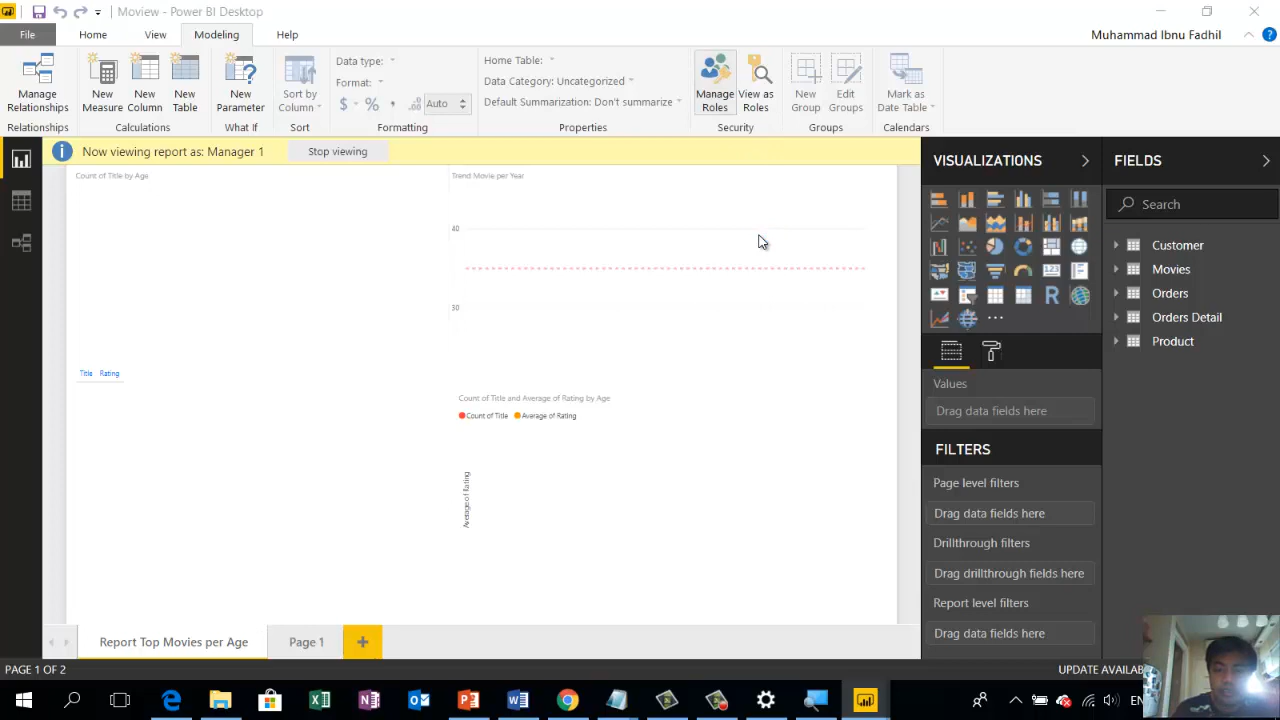 Moview - Power BI Desktop
File
Home
View
Modeling
Help
Muhammad Ibnu Fadhil
Manage Relationships
New Measure
New Column
New Table
New Parameter
Sort by Column
Data type:
Format:
$ % , .00 Auto
Home Table:
Data Category: Uncategorized
Default Summarization: Don't summarize
Manage Roles
View as Roles
New Group
Edit Groups
Mark as Date Table
Relationships
Calculations
What If
Sort
Formatting
Properties
Security
Groups
Calendars
Now viewing report as: Manager 1
Stop viewing
Count of Title by Age
Title Rating
Trend Movie per Year
40
30
Count of Title and Average of Rating by Age
Count of Title Average of Rating
Average of Rating
VISUALIZATIONS
R
123
Values
Drag data fields here
FILTERS
Page level filters
Drag data fields here
Drillthrough filters
Drag drillthrough fields here
Report level filters
Drag data fields here
FIELDS
Search
Customer
Movies
Orders
Orders Detail
Product
Report Top Movies per Age
Page 1
PAGE 1 OF 2